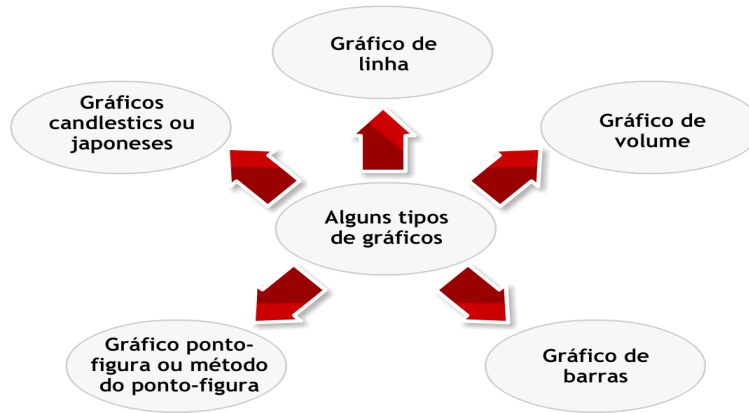 Gráfico de
linha
Gráficos
candlestics ou
japoneses
Gráfico de
volume
Alguns tipos
de gráficos
Gráfico ponto-
figura ou método
do ponto-figura
Gráfico de
barras